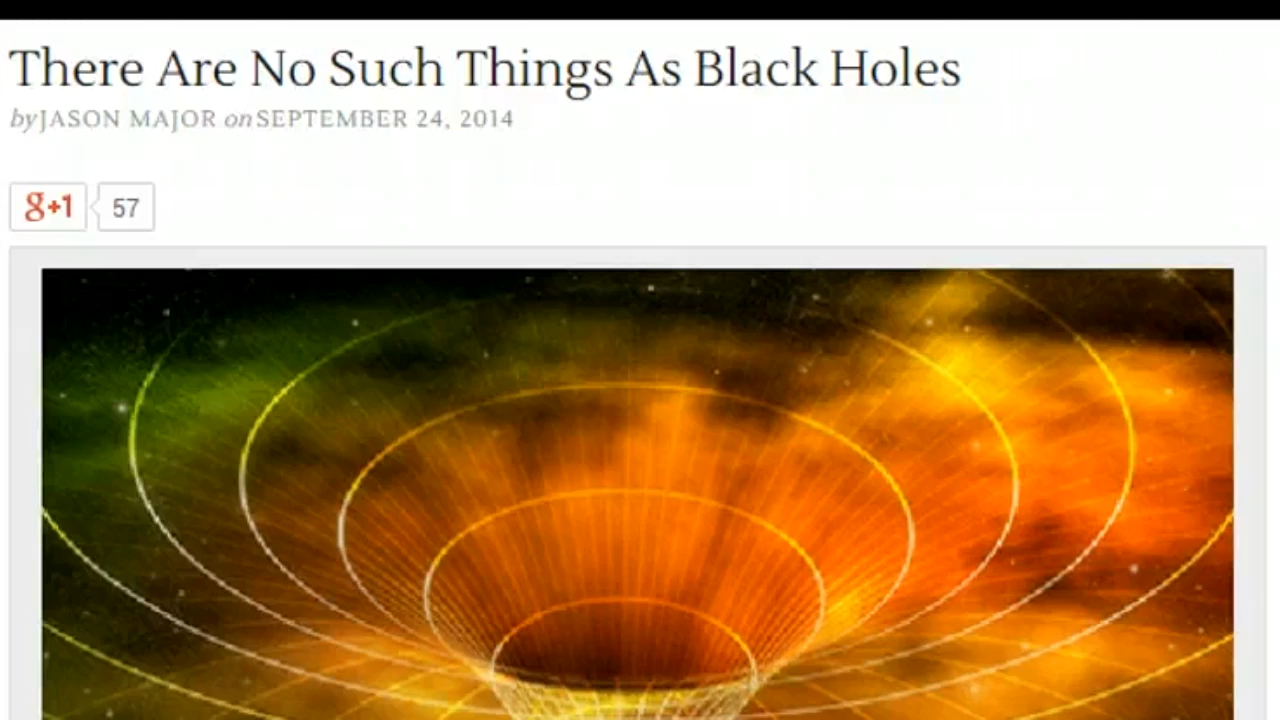 There Are No Such Things As Black Holes
by JASON MAJOR on SEPTEMBER 24, 2014
g+1 57